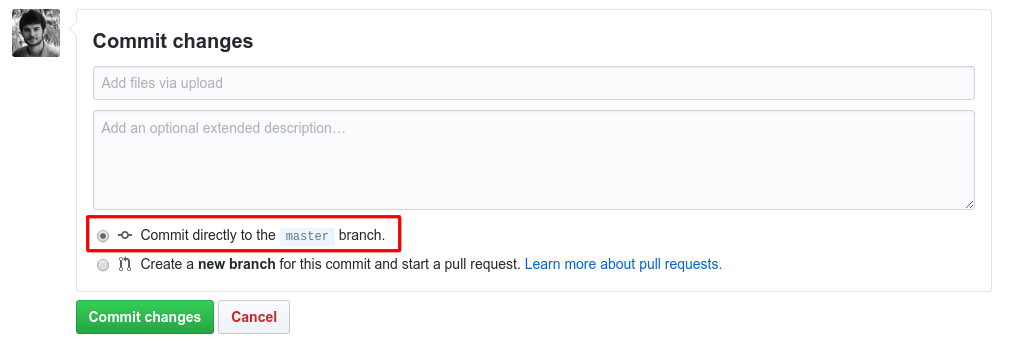 Commit changes
Add files via upload
Add an optional extended description…
Commit directly to the master branch.
Create a new branch for this commit and start a pull request. Learn more about pull requests.
Commit changes Cancel